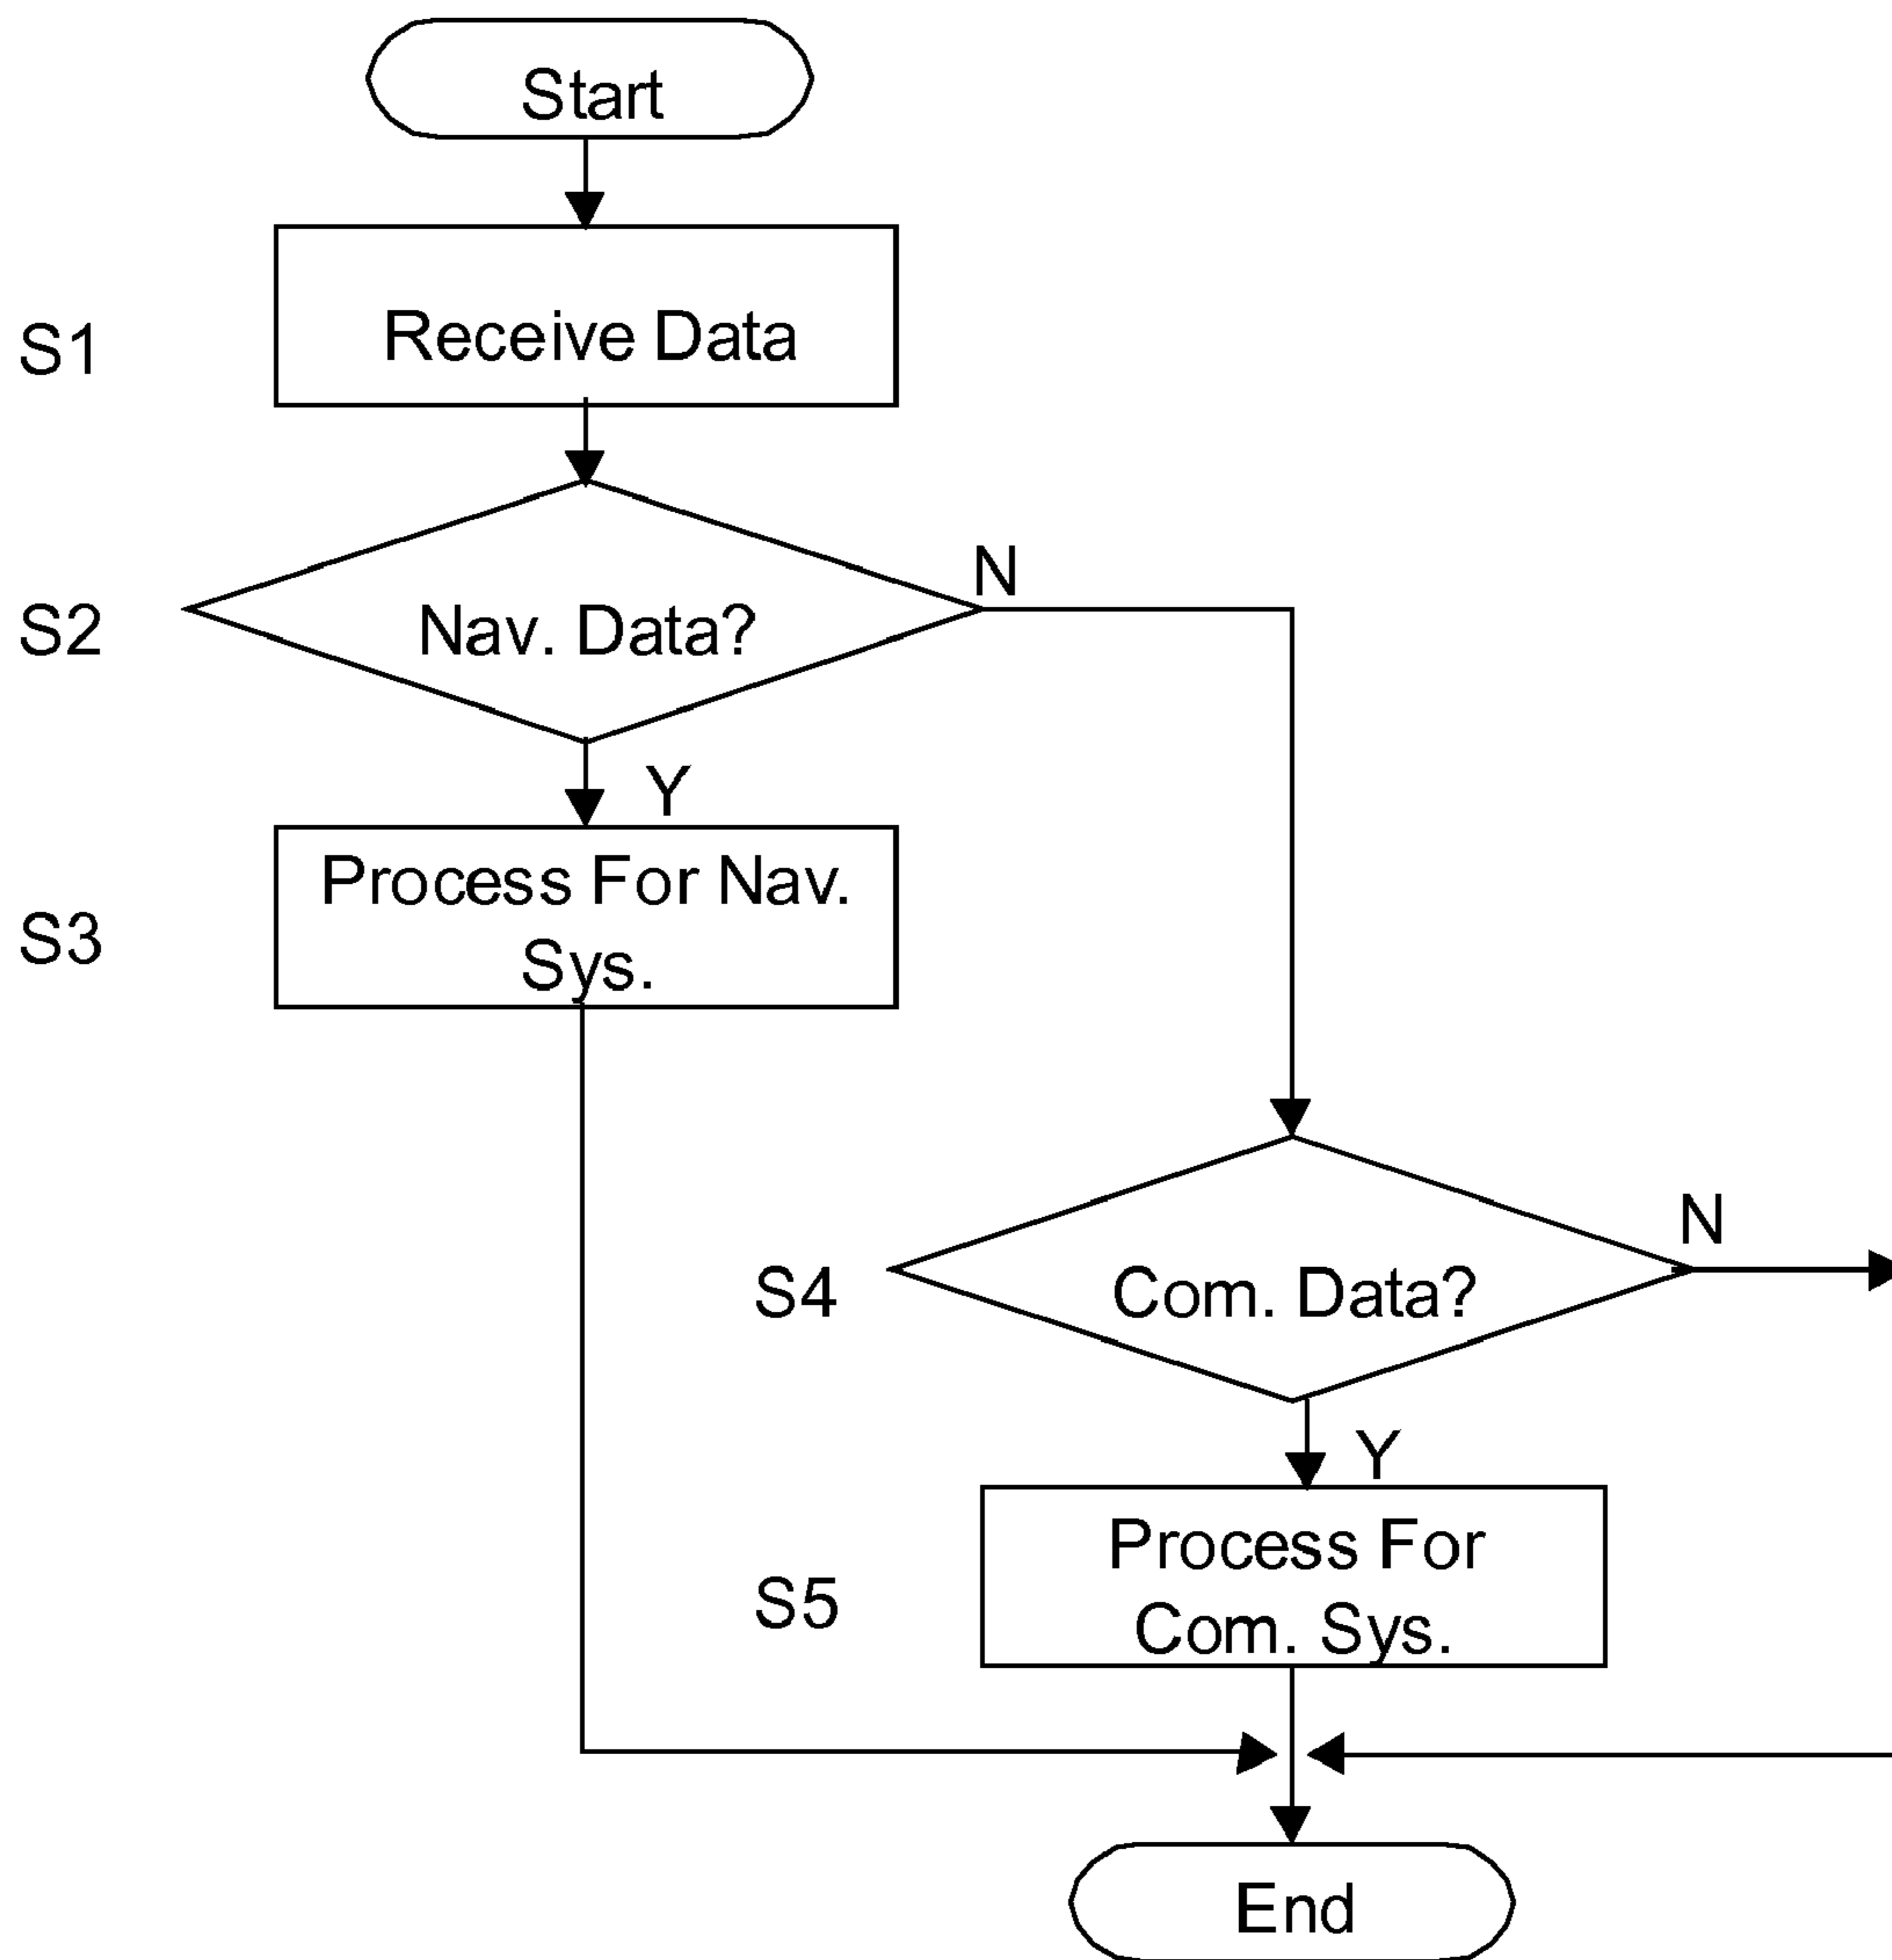 Start
S1
Receive Data
N
S2
Nav. Data?
Y
Process For Nav.
Sys.
S3
N
S4
Com. Data?
Y
Process For
Com. Sys.
S5
End